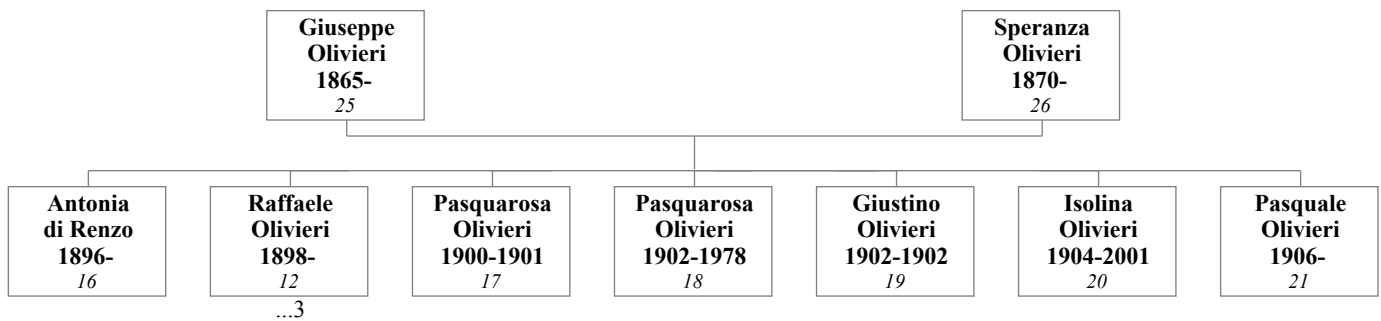 Giuseppe
Olivieri
1865-
25
Speranza
Olivieri
1870-
26
Antonia
di Renzo
1896-
16
Raffaele
Olivieri
1898-
12
...3
Pasquarosa
Olivieri
1900-1901
17
Pasquarosa
Olivieri
1902-1978
18
Giustino
Olivieri
1902-1902
19
Isolina
Olivieri
1904-2001
20
Pasquale
Olivieri
1906-
21